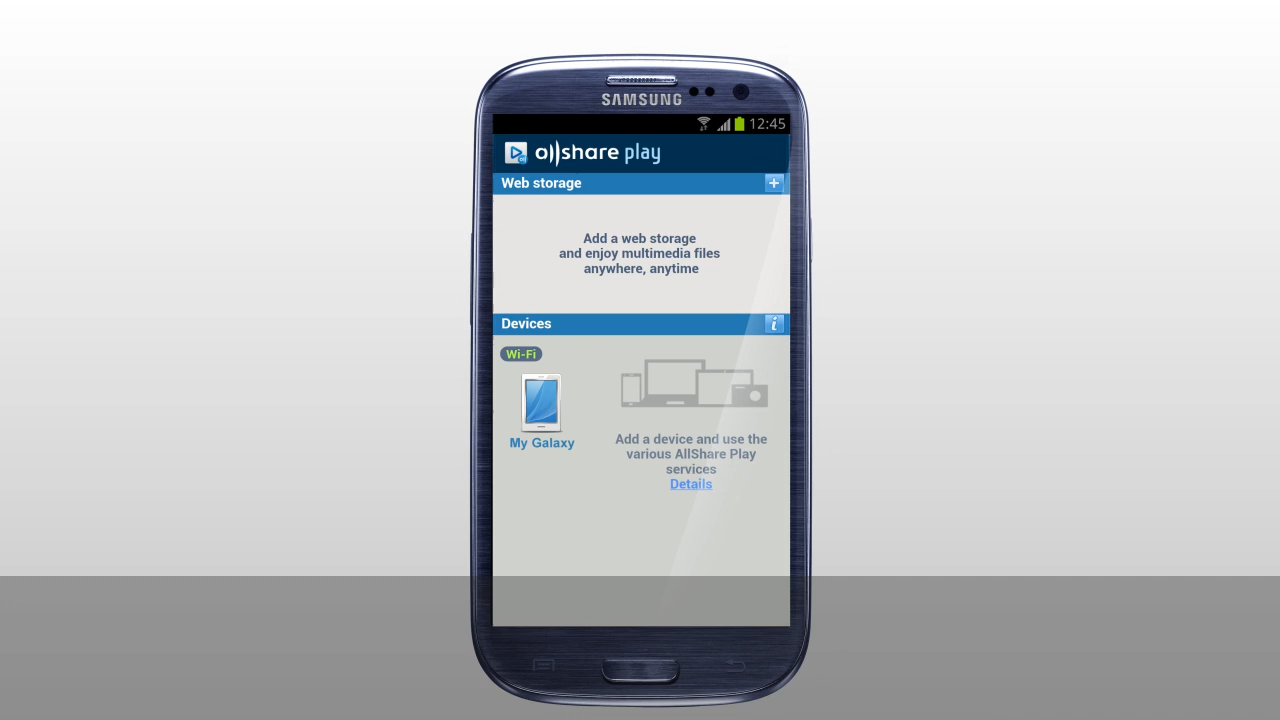 SAMSUNG
12:45
allshare play
Web storage
Add a web storage
and enjoy multimedia files
anywhere, anytime
Devices
Wi-Fi
My Galaxy
Add a device and use the
various AllShare Play
services
Details